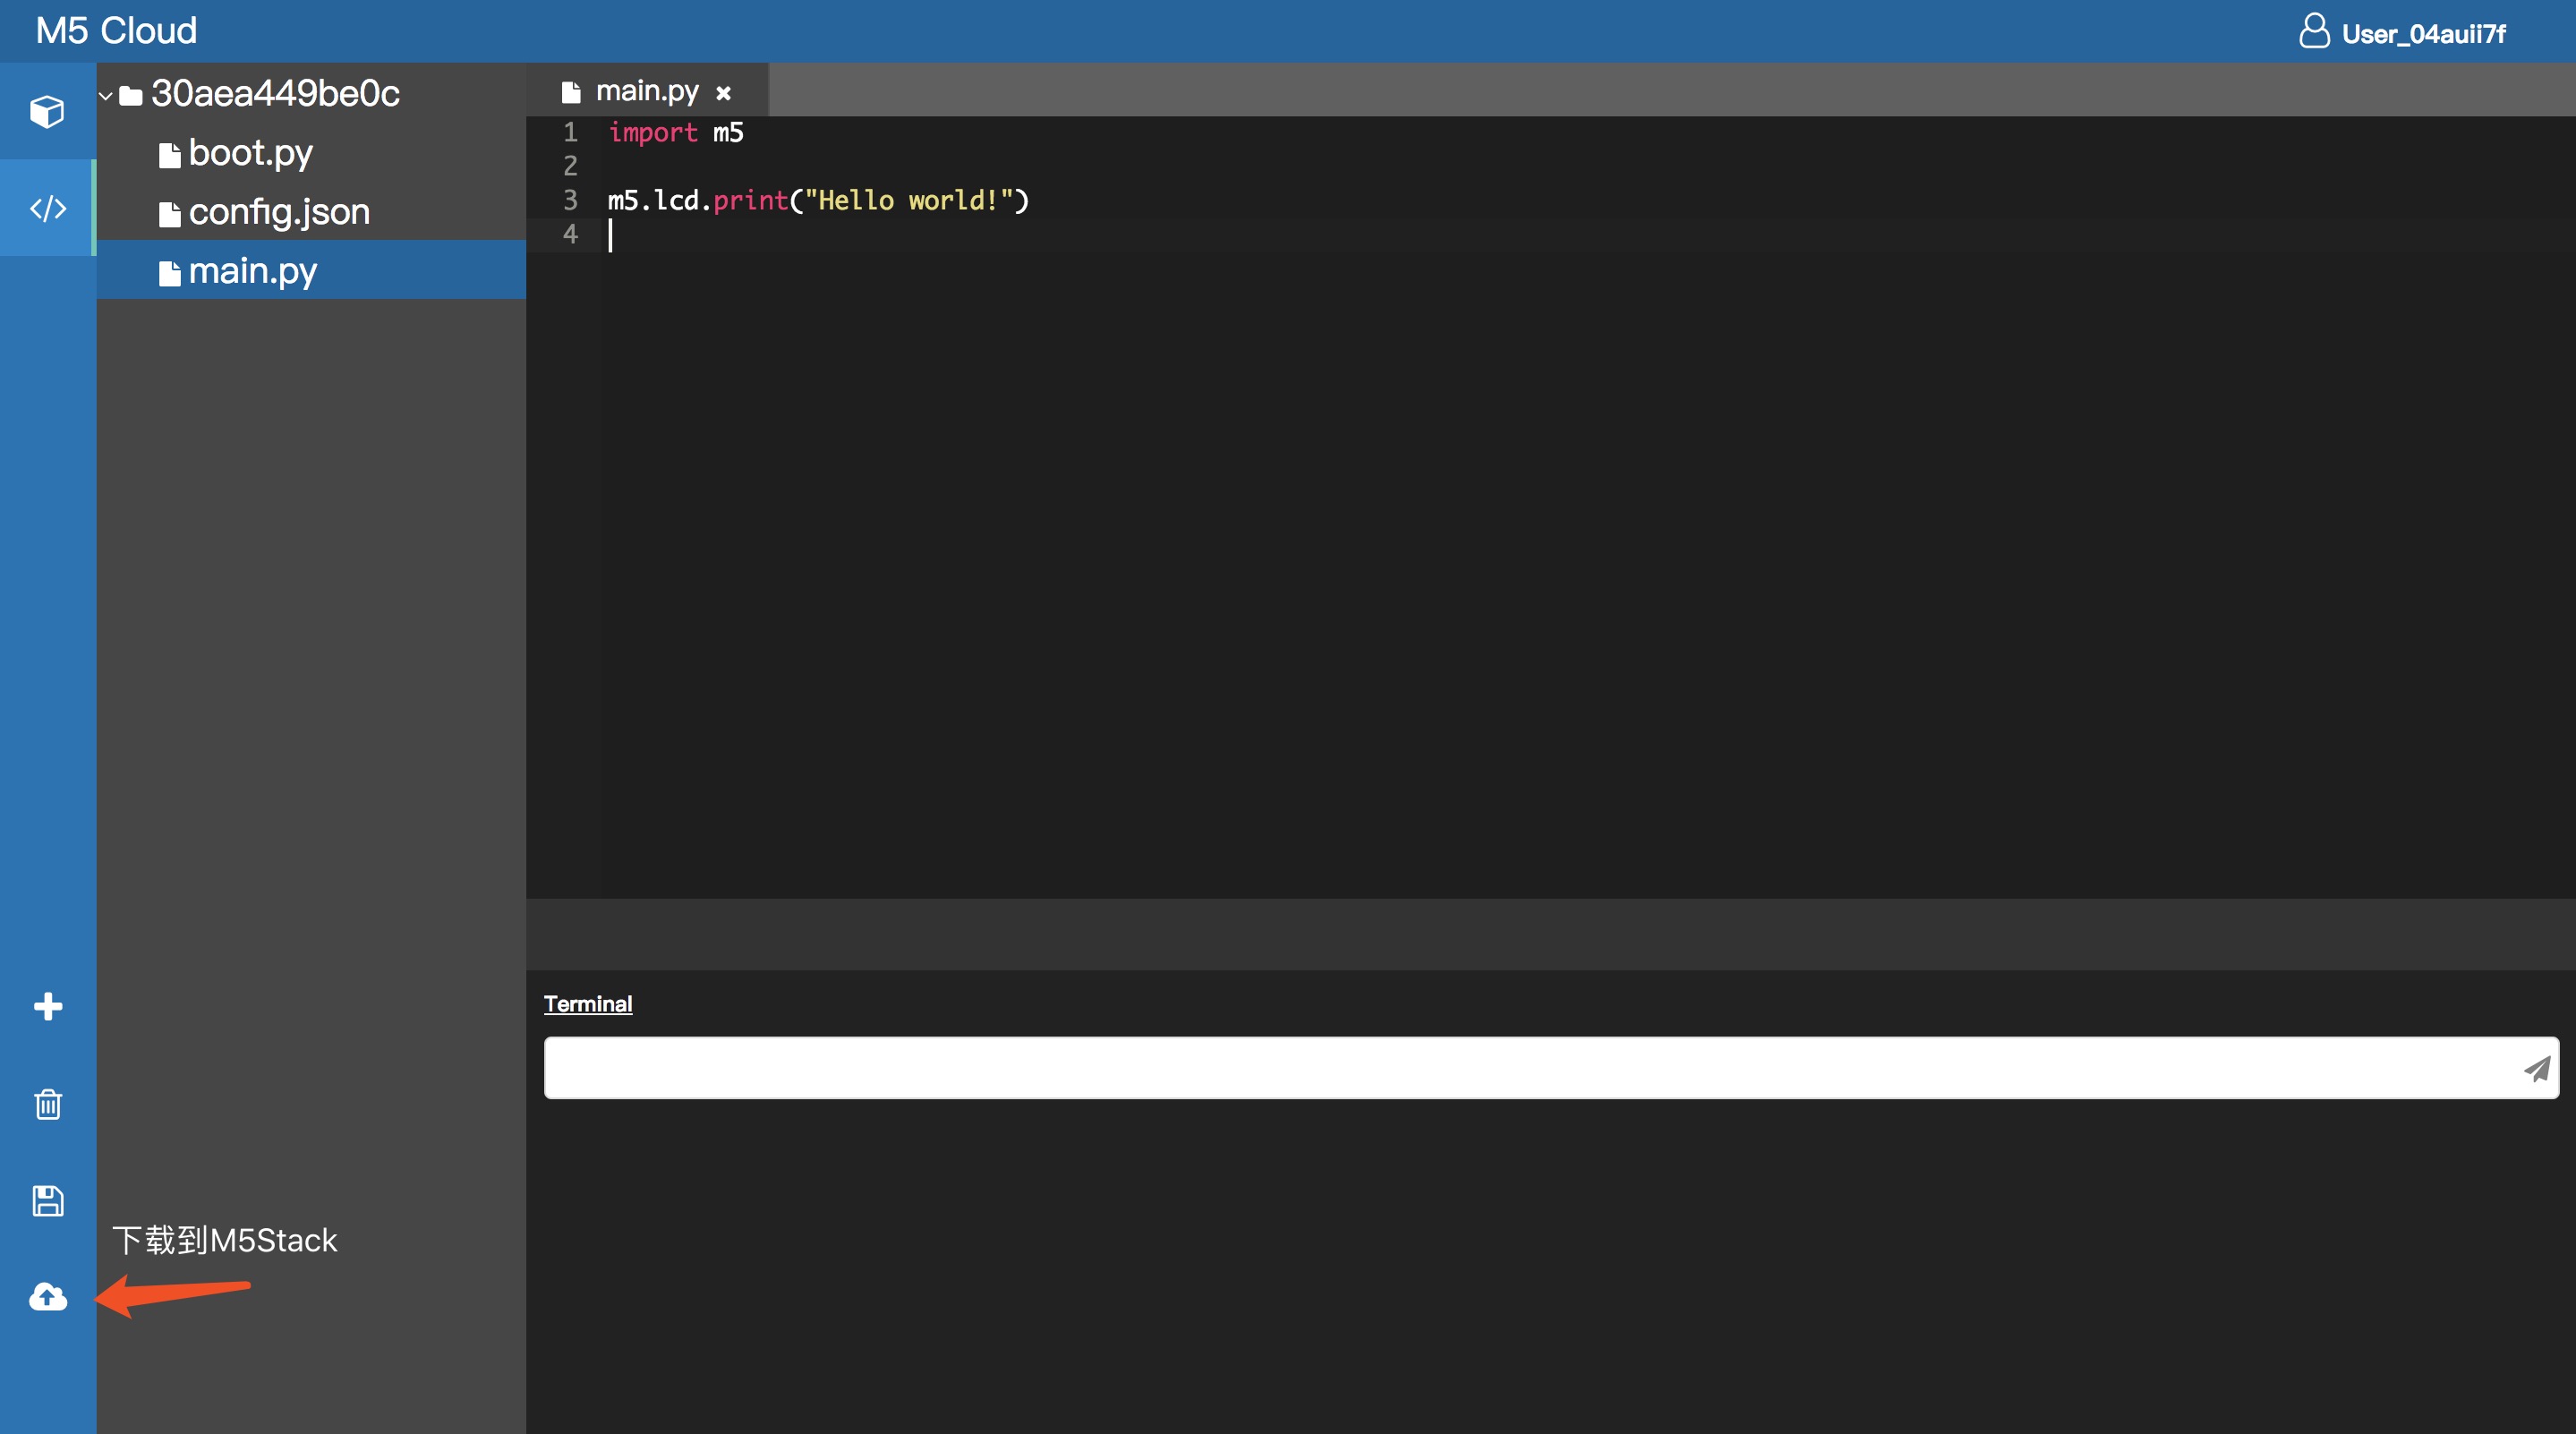 M5 Cloud
User_04auii7f
30aea449be0c
boot.py
config.json
main.py
main.py
1 import m5
2
3 m5.lcd.print("Hello world!")
4
Terminal
下载到M5Stack